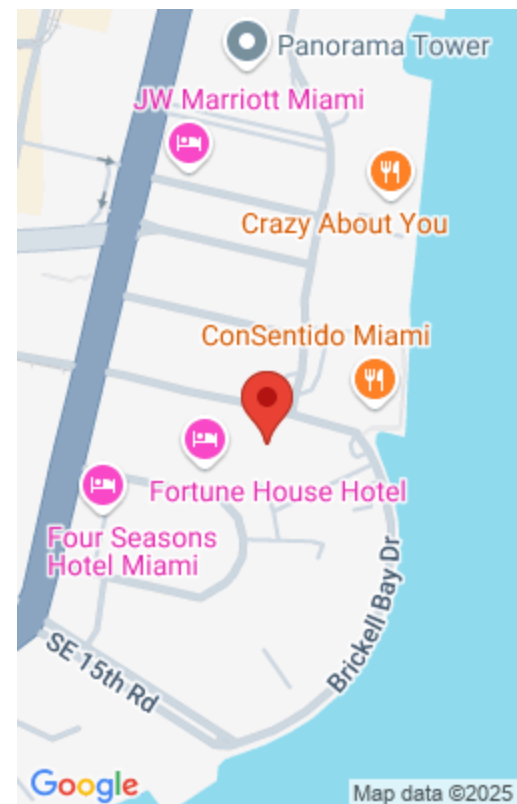 Panorama Tower
JW Marriott Miami
Crazy About You
ConSentido Miami
Fortune House Hotel
Four Seasons
Hotel Miami
Brickell Bay Dr
SE 15th Rd
Google
Map data ©2025